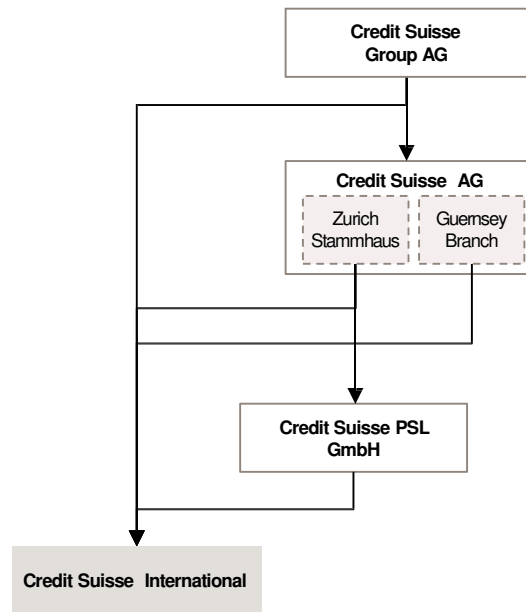 Credit Suisse
Group AG
Credit Suisse AG
Zurich
Stammhaus
Guernsey
Branch
Credit Suisse PSL
GmbH
Credit Suisse International